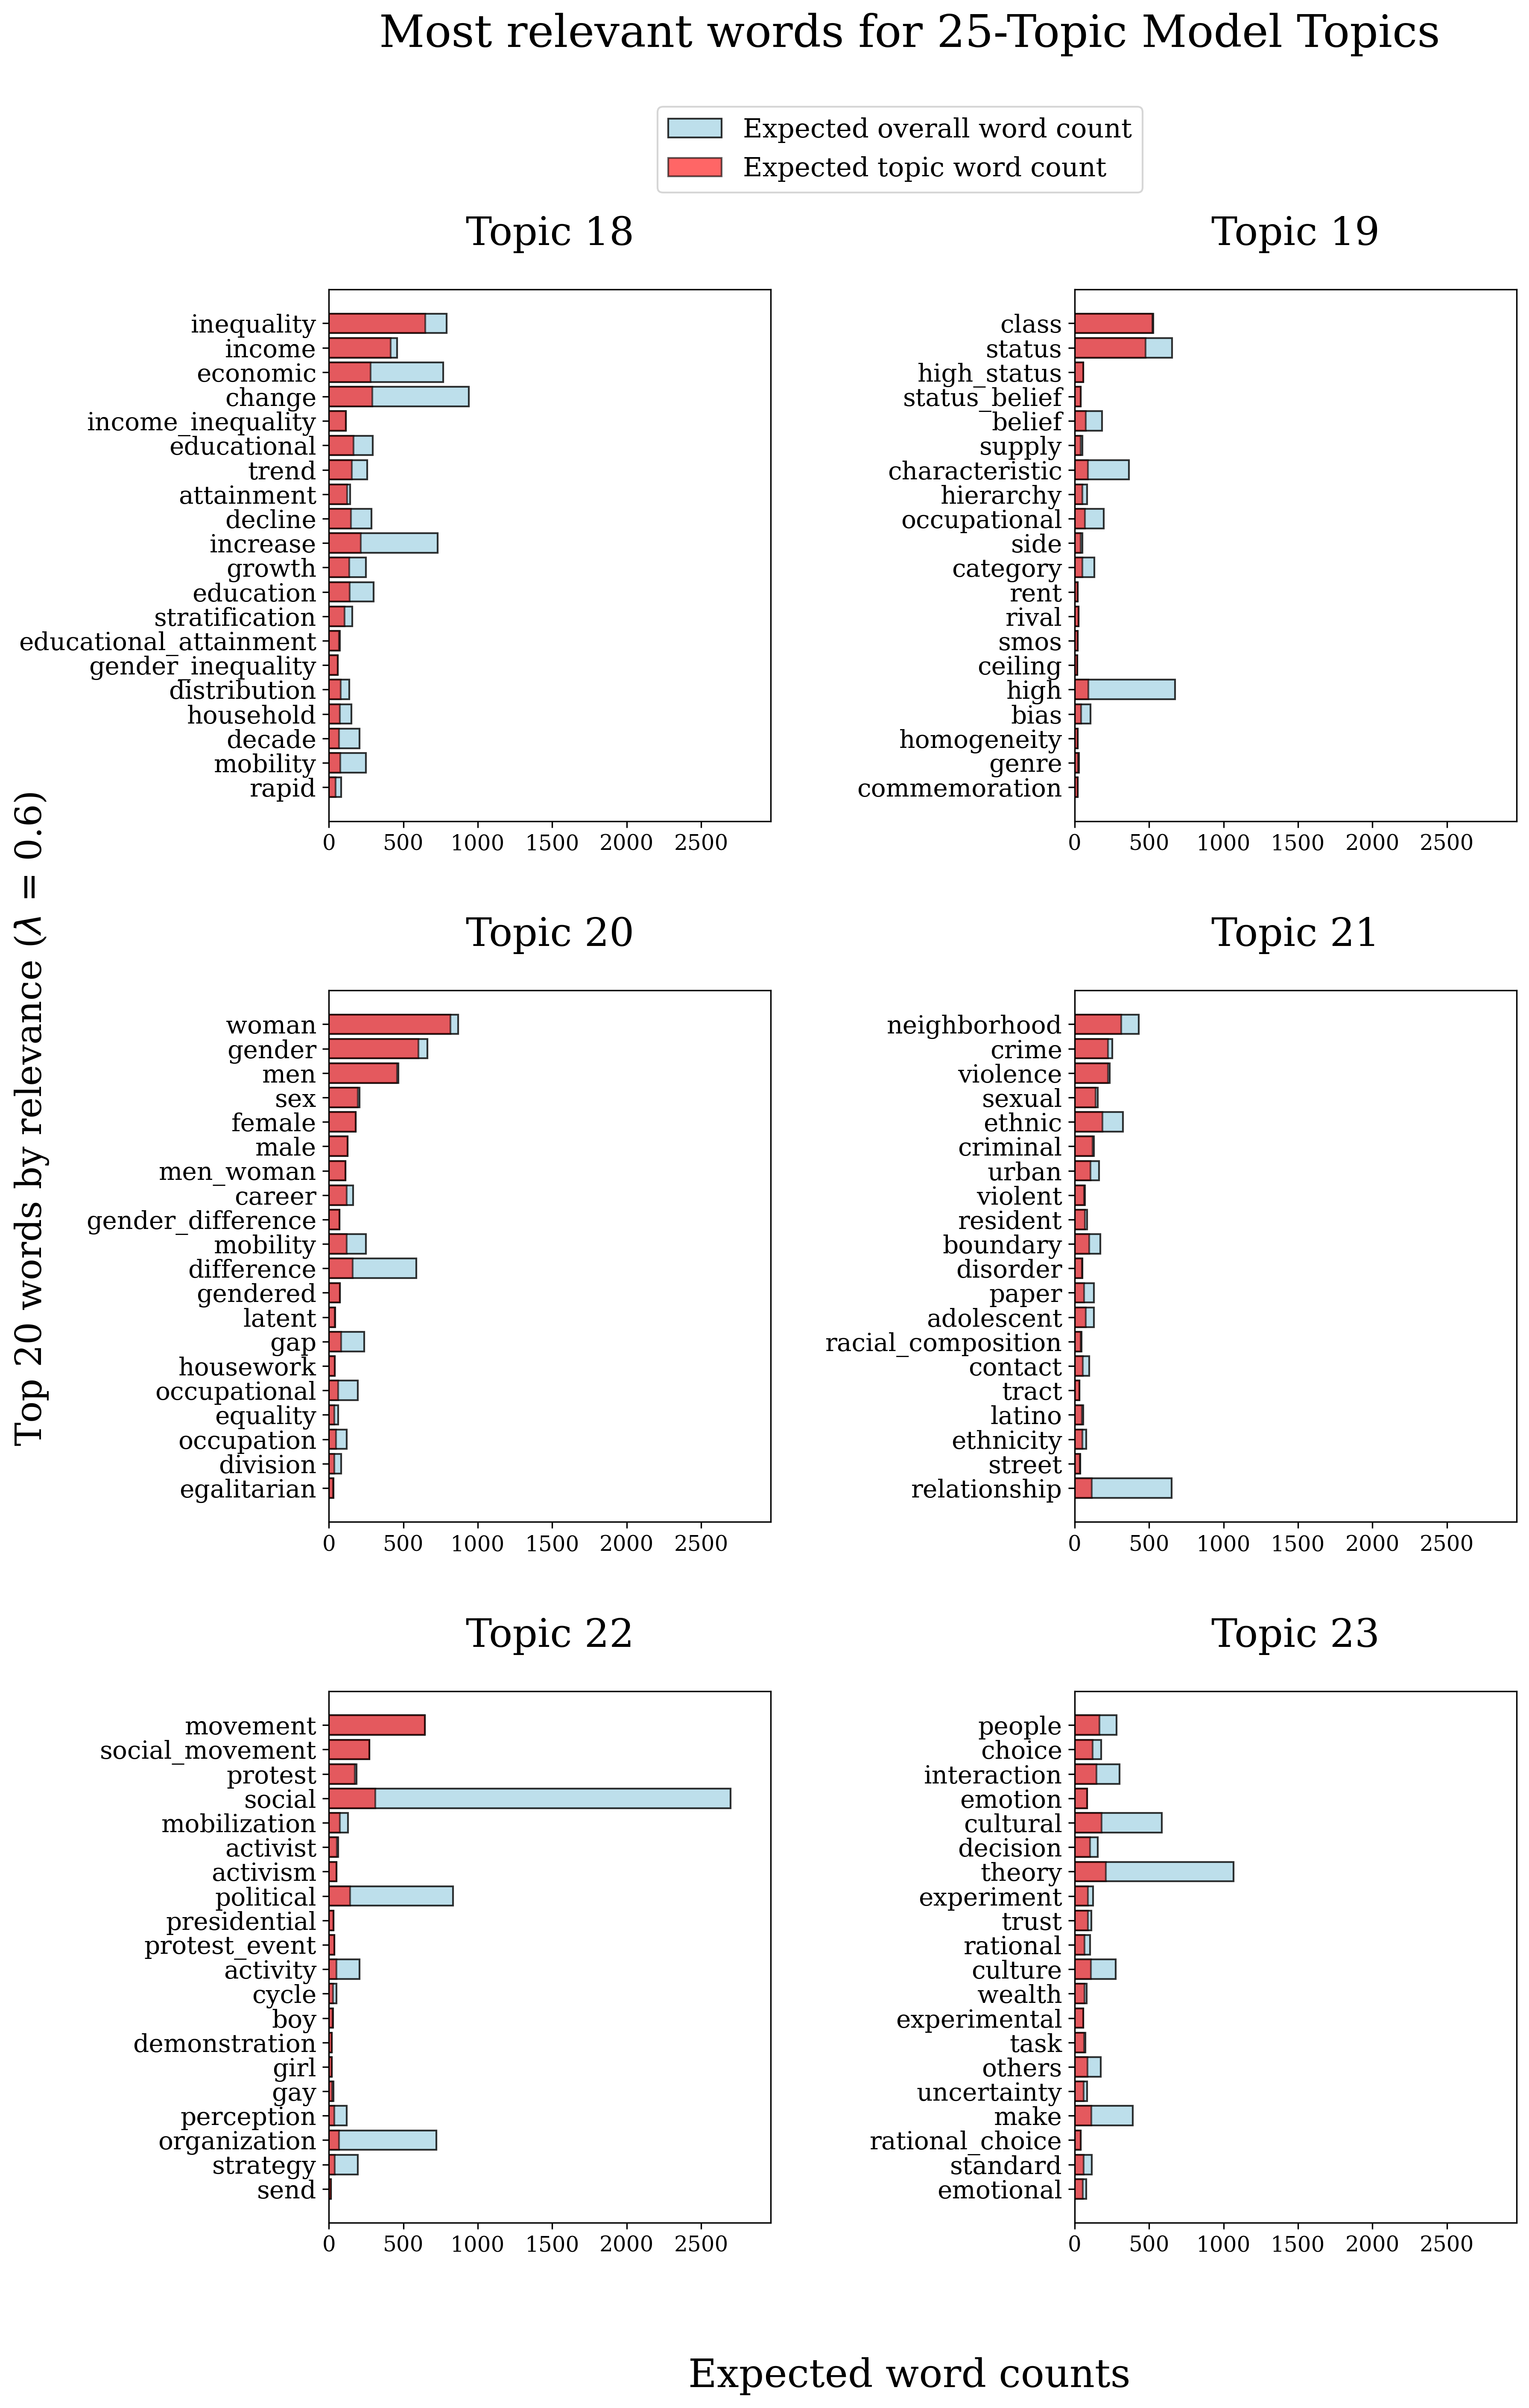 Most relevant words for 25-Topic Model Topics
Expected overall word count
Expected topic word count
Top 20 words by relevance (λ = 0.6)
Topic 18
inequality
income
economic
change
income_inequality
educational
trend
attainment
decline
increase
growth
education
stratification
educational_attainment
gender_inequality
distribution
household
decade
mobility
rapid
0 500 1000 1500 2000 2500
Topic 19
class
status
high_status
status_belief
belief
supply
characteristic
hierarchy
occupational
side
category
rent
rival
smos
ceiling
high
bias
homogeneity
genre
commemoration
0 500 1000 1500 2000 2500
Topic 20
woman
gender
men
sex
female
male
men_woman
career
gender_difference
mobility
difference
gendered
latent
gap
housework
occupational
equality
occupation
division
egalitarian
0 500 1000 1500 2000 2500
Topic 21
neighborhood
crime
violence
sexual
ethnic
criminal
urban
violent
resident
boundary
disorder
paper
adolescent
racial_composition
contact
tract
latino
ethnicity
street
relationship
0 500 1000 1500 2000 2500
Topic 22
movement
social_movement
protest
social
mobilization
activist
activism
political
presidential
protest_event
activity
cycle
boy
demonstration
girl
gay
perception
organization
strategy
send
0 500 1000 1500 2000 2500
Topic 23
people
choice
interaction
emotion
cultural
decision
theory
experiment
trust
rational
culture
wealth
experimental
task
others
uncertainty
make
rational_choice
standard
emotional
0 500 1000 1500 2000 2500
Expected word counts